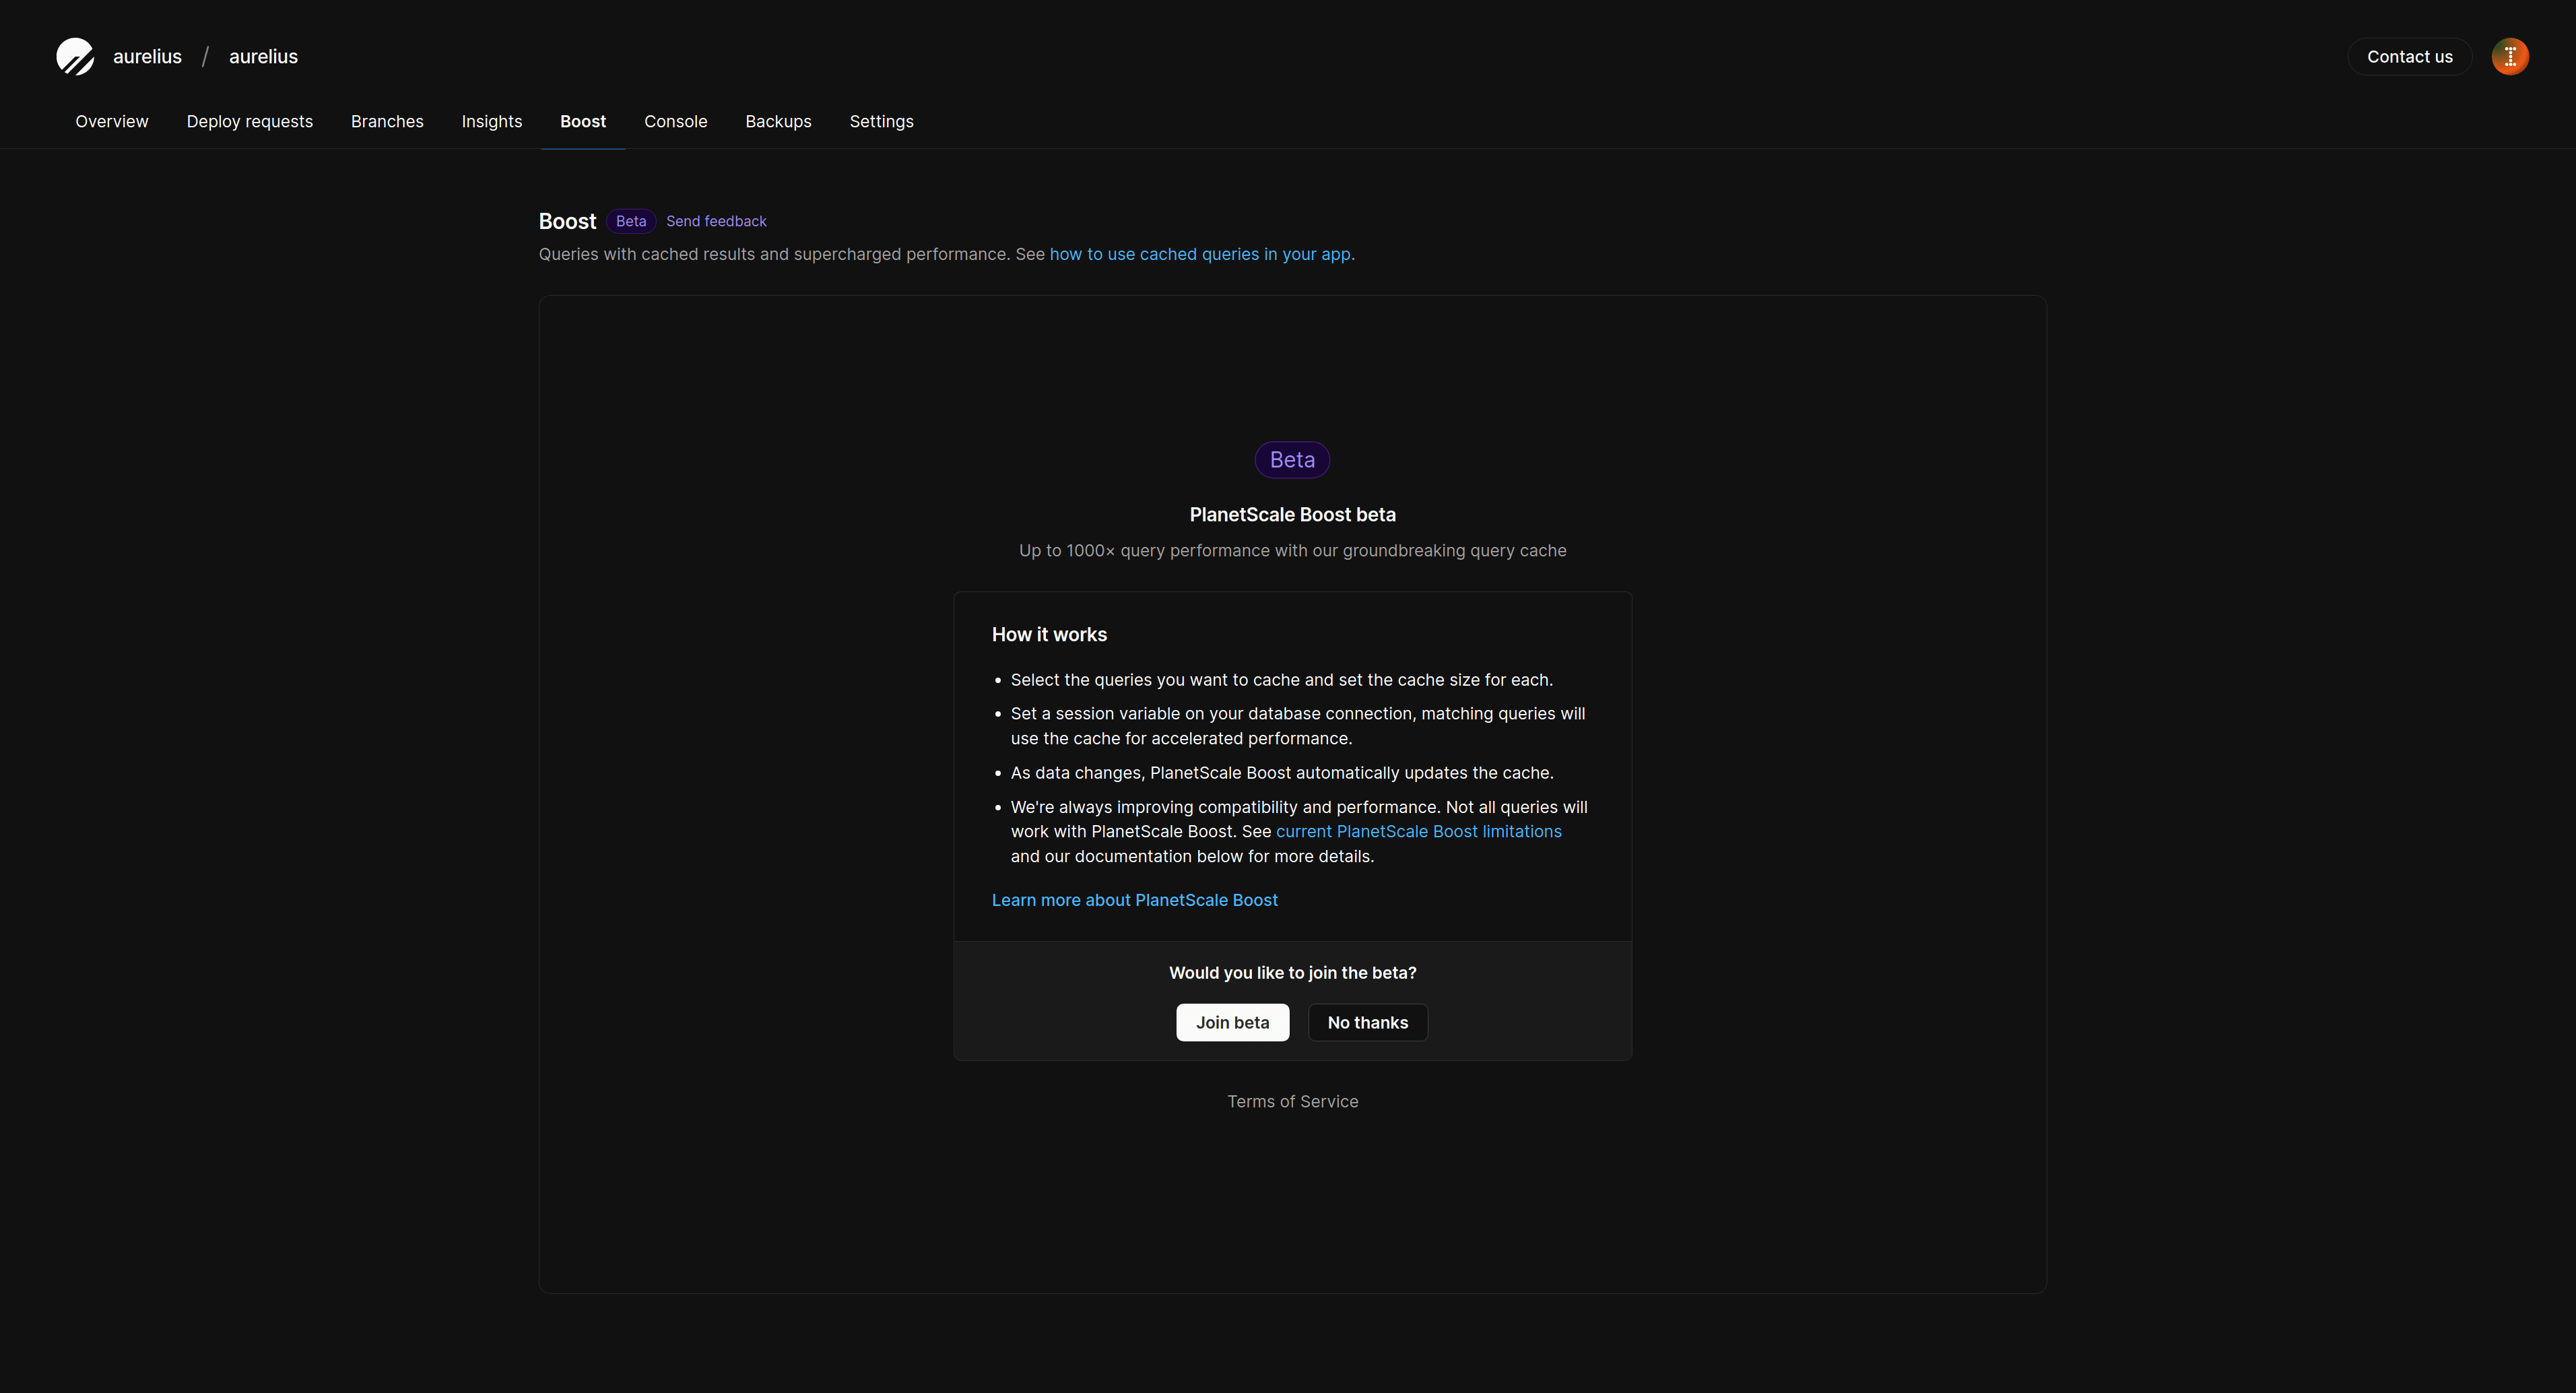 aurelius / aurelius
Contact us
Overview Deploy requests Branches Insights Boost Console Backups Settings
Boost Beta Send feedback
Queries with cached results and supercharged performance. See how to use cached queries in your app.
Beta
PlanetScale Boost beta
Up to 1000× query performance with our groundbreaking query cache
How it works
• Select the queries you want to cache and set the cache size for each.
• Set a session variable on your database connection, matching queries will
use the cache for accelerated performance.
• As data changes, PlanetScale Boost automatically updates the cache.
• We're always improving compatibility and performance. Not all queries will
work with PlanetScale Boost. See current PlanetScale Boost limitations
and our documentation below for more details.
Learn more about PlanetScale Boost
Would you like to join the beta?
Join beta No thanks
Terms of Service